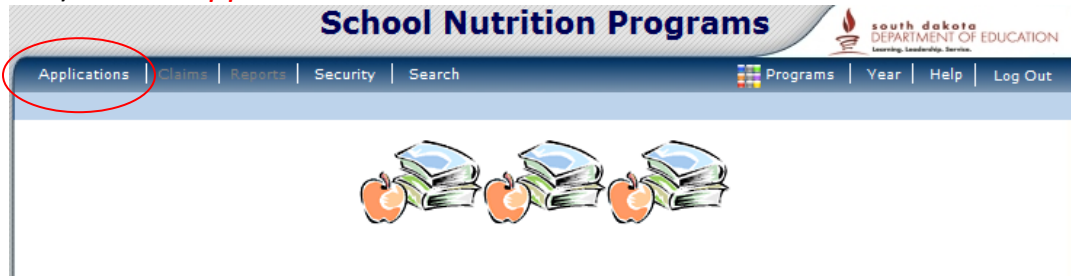 School Nutrition Programs
south dakota
DEPARTMENT OF EDUCATION
Learning. Leadership. Service.
Applications | Claims | Reports | Security | Search
Programs | Year | Help | Log Out